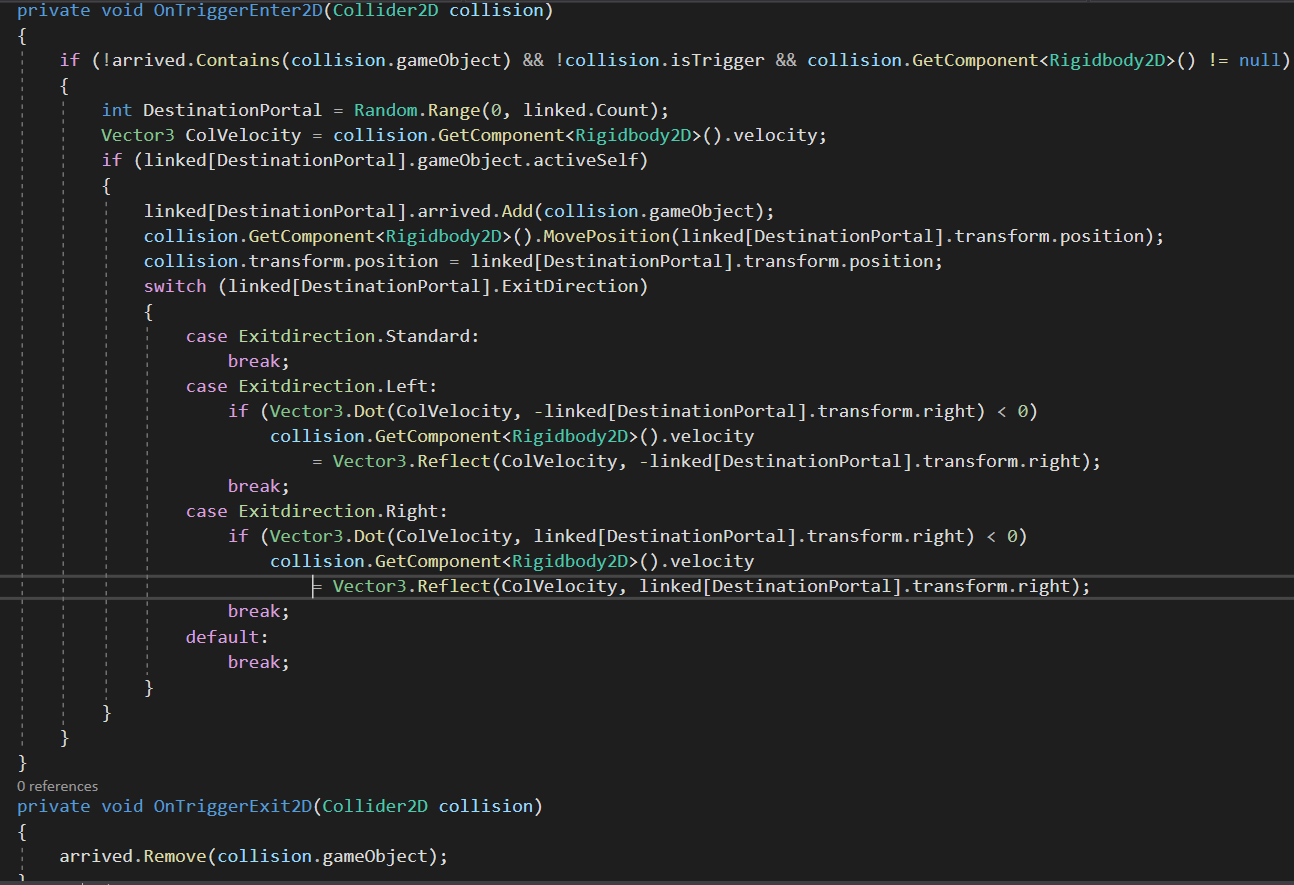 private void OnTriggerEnter2D(Collider2D collision)
{
if (!arrived.Contains(collision.gameObject) && !collision.isTrigger && collision.GetComponent<Rigidbody2D>() != null)
{
int DestinationPortal = Random.Range(0, linked.Count);
Vector3 ColVelocity = collision.GetComponent<Rigidbody2D>().velocity;
if (linked[DestinationPortal].gameObject.activeSelf)
{
linked[DestinationPortal].arrived.Add(collision.gameObject);
collision.GetComponent<Rigidbody2D>().MovePosition(linked[DestinationPortal].transform.position);
collision.transform.position = linked[DestinationPortal].transform.position;
switch (linked[DestinationPortal].ExitDirection)
{
case Exitdirection.Standard:
break;
case Exitdirection.Left:
if (Vector3.Dot(ColVelocity, -linked[DestinationPortal].transform.right) < 0)
collision.GetComponent<Rigidbody2D>().velocity
= Vector3.Reflect(ColVelocity, -linked[DestinationPortal].transform.right);
break;
case Exitdirection.Right:
if (Vector3.Dot(ColVelocity, linked[DestinationPortal].transform.right) < 0)
collision.GetComponent<Rigidbody2D>().velocity
= Vector3.Reflect(ColVelocity, linked[DestinationPortal].transform.right);
break;
default:
break;
}
}
}
}
0 references
private void OnTriggerExit2D(Collider2D collision)
{
arrived.Remove(collision.gameObject);
}